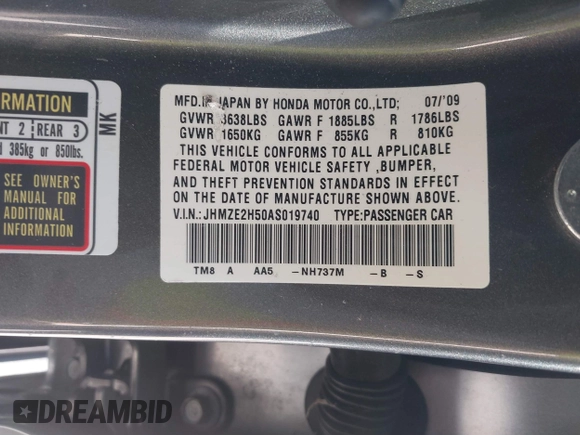 ORMATION
NT 2 REAR 3
d 385kg or 850lbs.
SEE OWNER'S
MANUAL FOR
ADDITIONAL
INFORMATION
MK
MFD. IN JAPAN BY HONDA MOTOR CO.,LTD; 07/'09
GVWR 3638LBS GAWR F 1885LBS R 1786LBS
GVWR 1650KG GAWR F 855KG R 810KG
THIS VEHICLE CONFORMS TO ALL APPLICABLE
FEDERAL MOTOR VEHICLE SAFETY ,BUMPER,
AND THEFT PREVENTION STANDARDS IN EFFECT
ON THE DATE OF MANUFACTURE SHOWN ABOVE.
V.I.N.:JHMZE2H50AS019740 TYPE:PASSENGER CAR
TM8 A AA5 -NH737M -B -S
DREAMBID